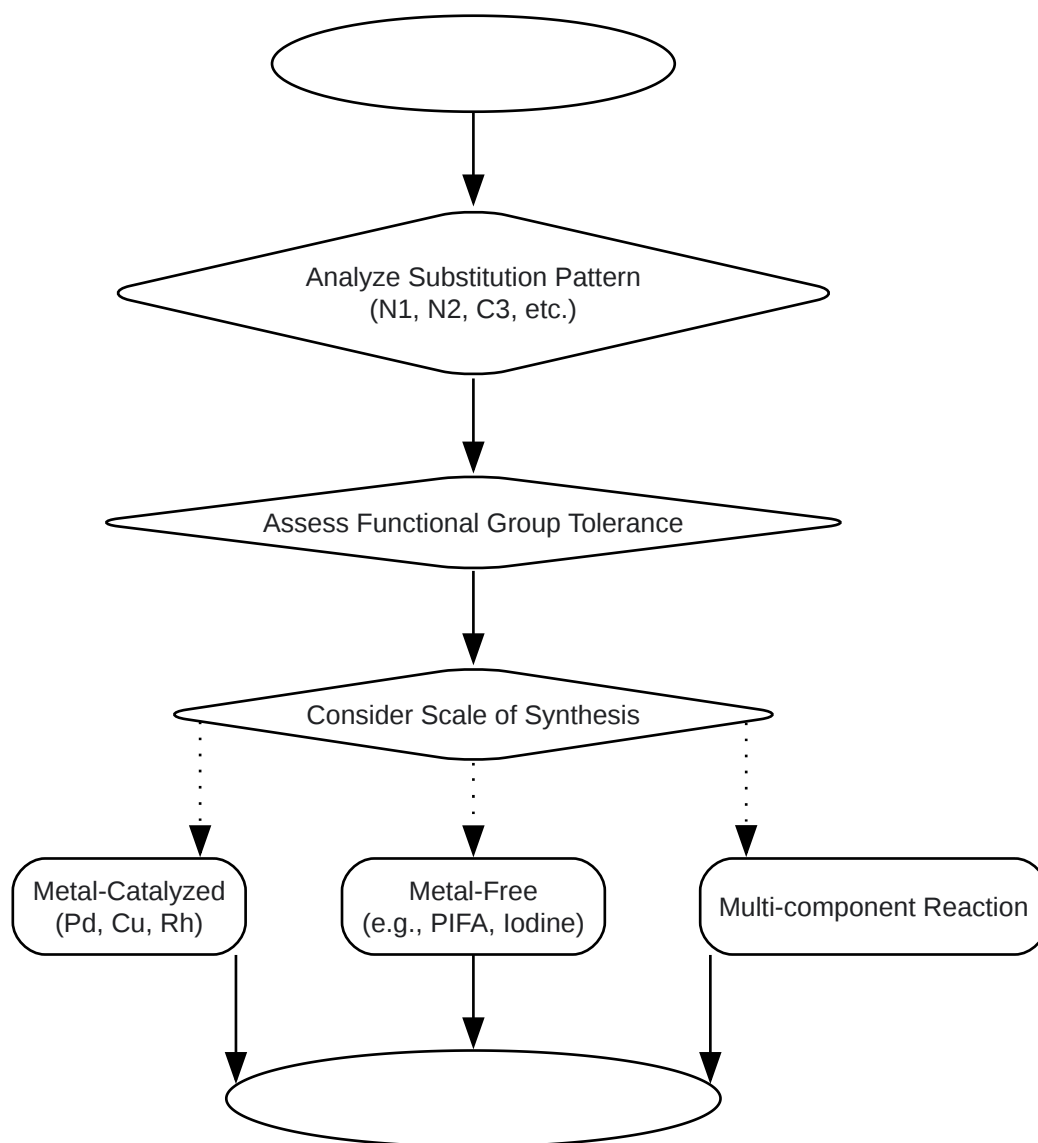 Analyze Substitution Pattern
(N1, N2, C3, etc.)
Assess Functional Group Tolerance
Consider Scale of Synthesis
Metal-Catalyzed
(Pd, Cu, Rh)
Metal-Free
(e.g., PIFA, Iodine)
Multi-component Reaction